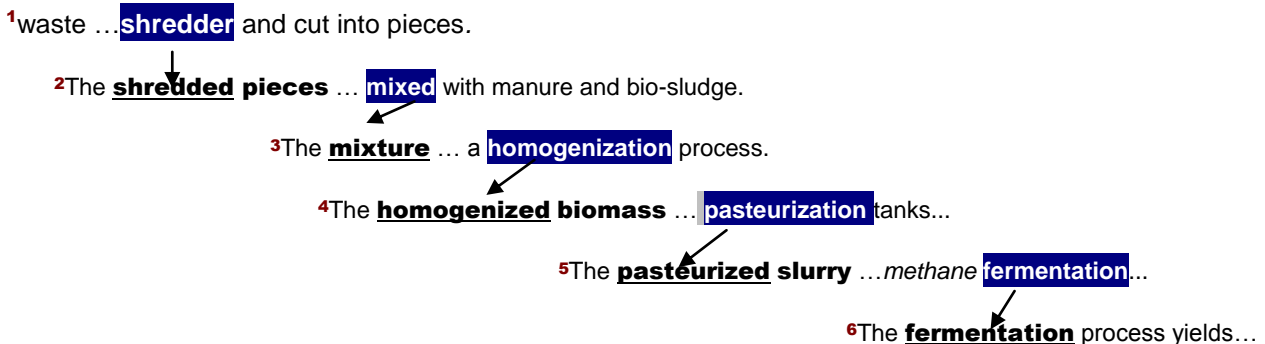 1waste …shredder and cut into pieces.
2The shredded pieces … mixed with manure and bio-sludge.
3The mixture … a homogenization process.
4The homogenized biomass … pasteurization tanks...
5The pasteurized slurry …methane fermentation...
6The fermentation process yields…